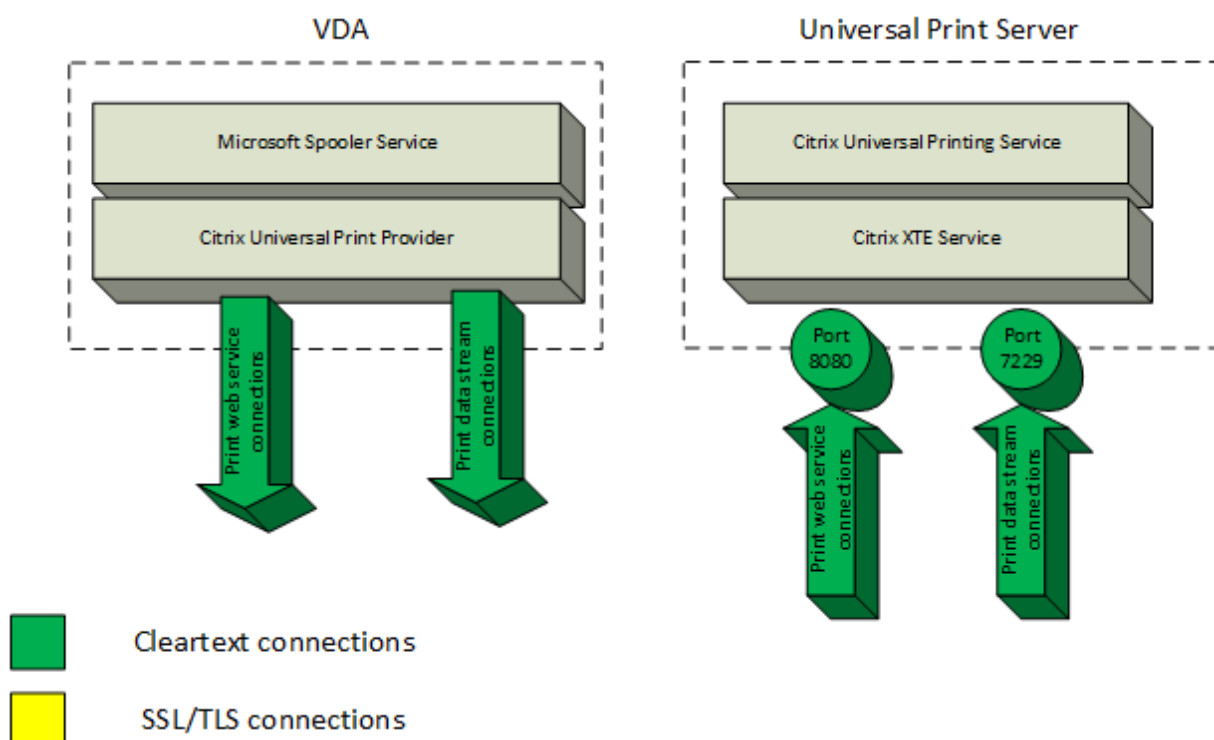 VDA
Universal Print Server
Microsoft Spooler Service
Citrix Universal Print Provider
Citrix Universal Printing Service
Citrix XTE Service
Print web service
connections
Print data stream
connections
Port
8080
Port
7229
Print web service
connections
Print data stream
connections
Cleartext connections
SSL/TLS connections